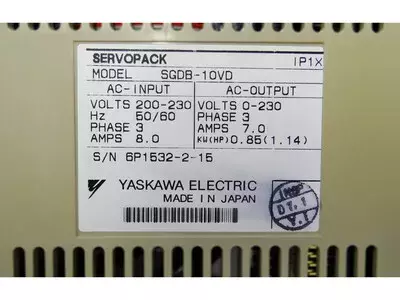 SERVOPACK IP1X
MODEL SGDB-10VD
AC-INPUT AC-OUTPUT
VOLTS 200-230 VOLTS 0-230
Hz 50/60 PHASE 3
PHASE 3 AMPS 7.0
AMPS 8.0 KW(HP) 0.85(1.14)
S/N 6P1532-2-15
YASKAWA ELECTRIC
MADE IN JAPAN
Y.I